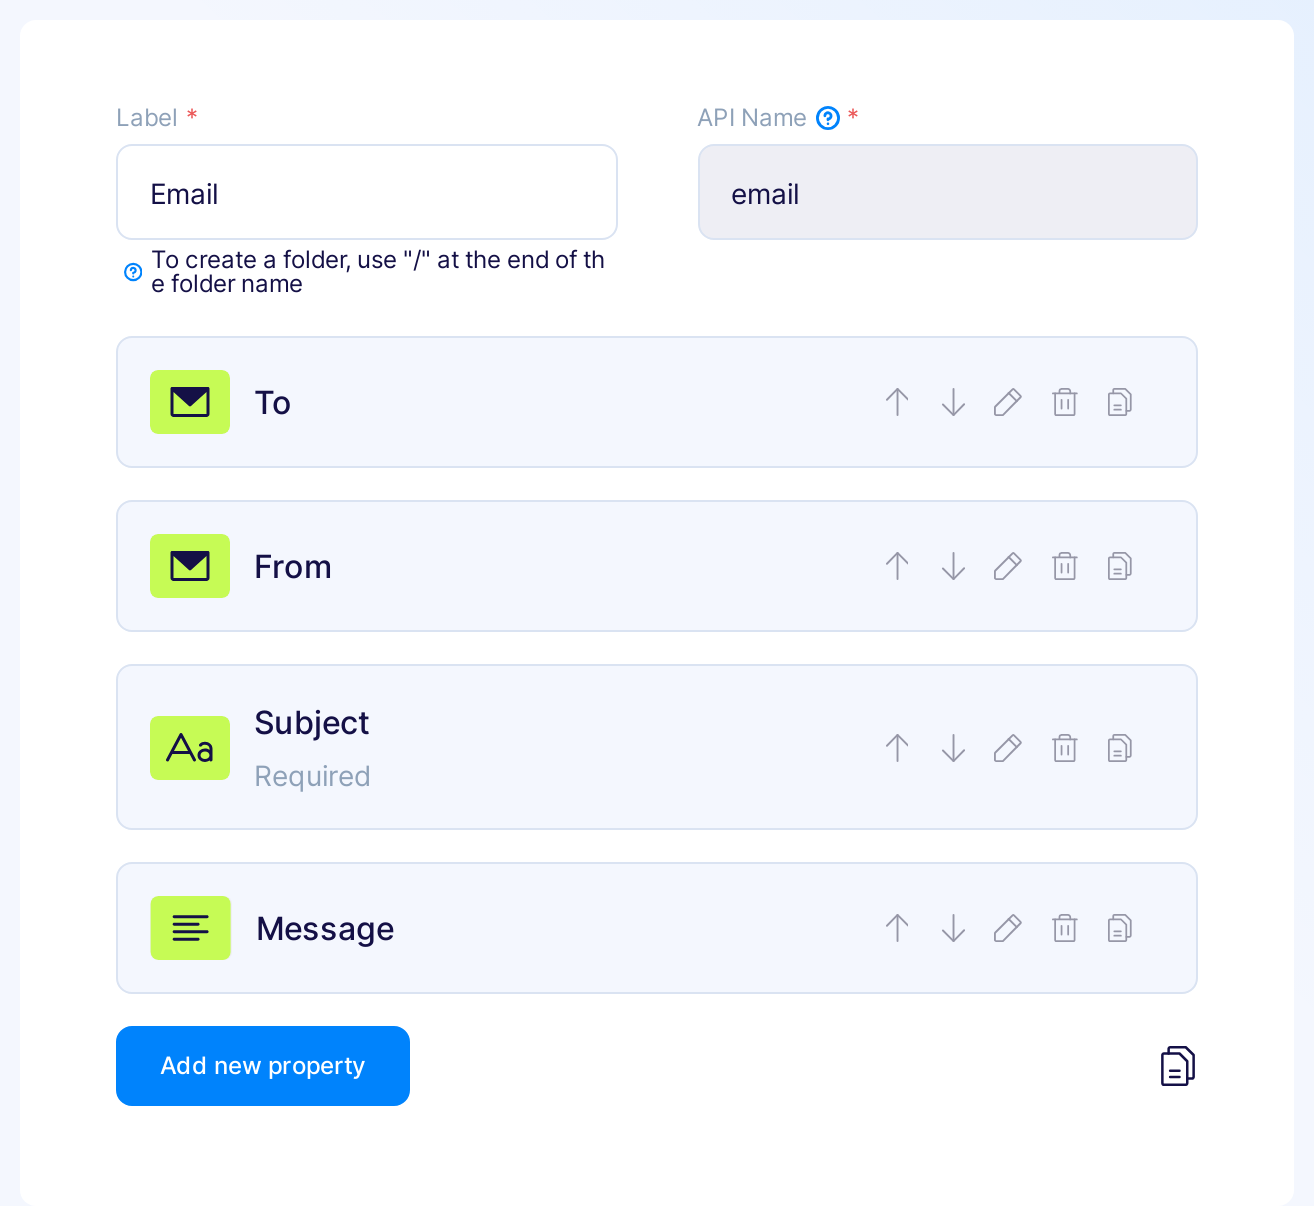 Label *
API Name *
Email
email
To create a folder, use "/" at the end of th
e folder name
To
From
Aa
Subject
Required
Message
Add new property